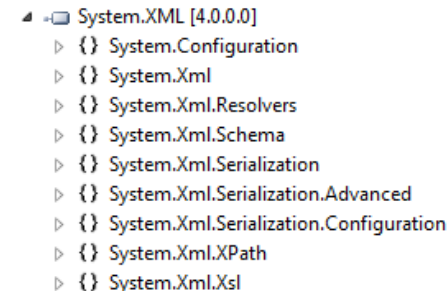 System.XML [4.0.0.0]
{} System.Configuration
{} System.Xml
{} System.Xml.Resolvers
{} System.Xml.Schema
{} System.Xml.Serialization
{} System.Xml.Serialization.Advanced
{} System.Xml.Serialization.Configuration
{} System.Xml.XPath
{} System.Xml.Xsl